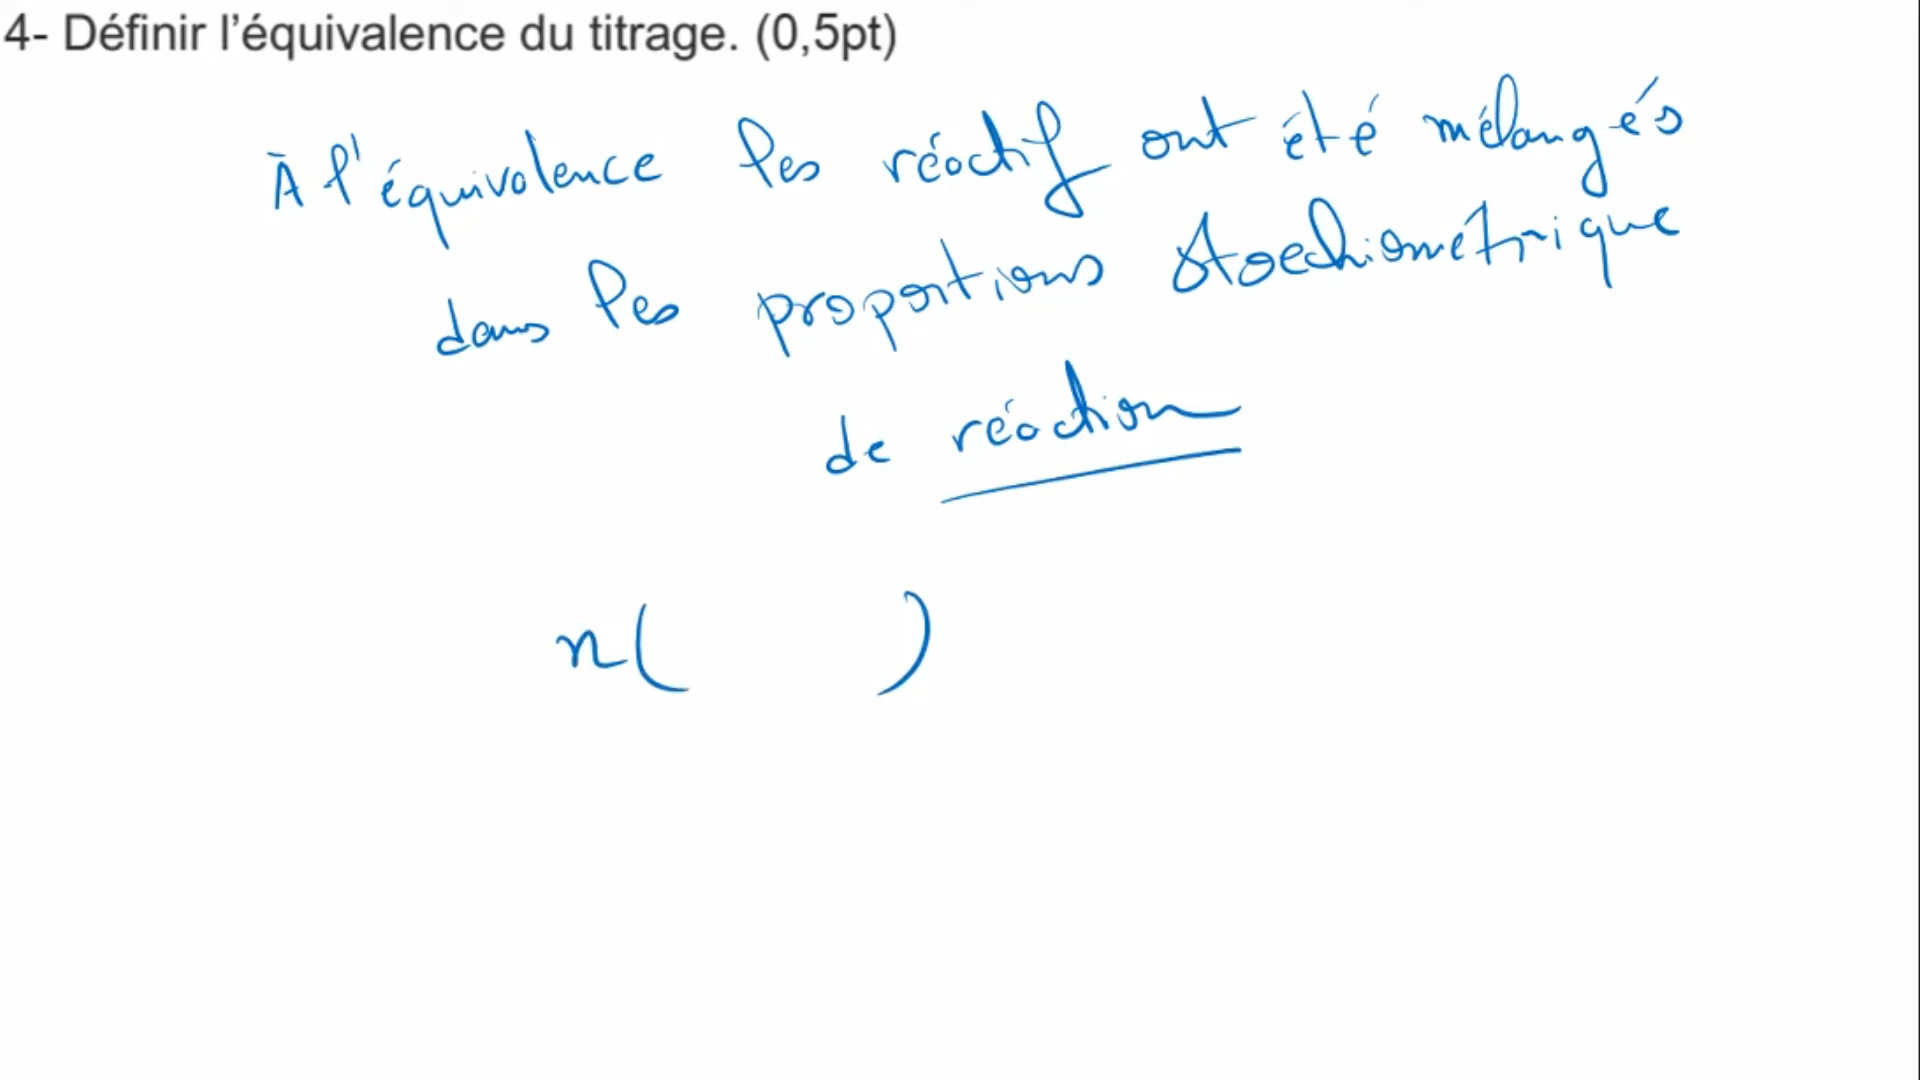 4- Définir l’équivalence du titrage. (0,5pt)
À l'équivalence les réactif ont été mélangés
dans les proportions stoechiométrique
de réaction
n( )